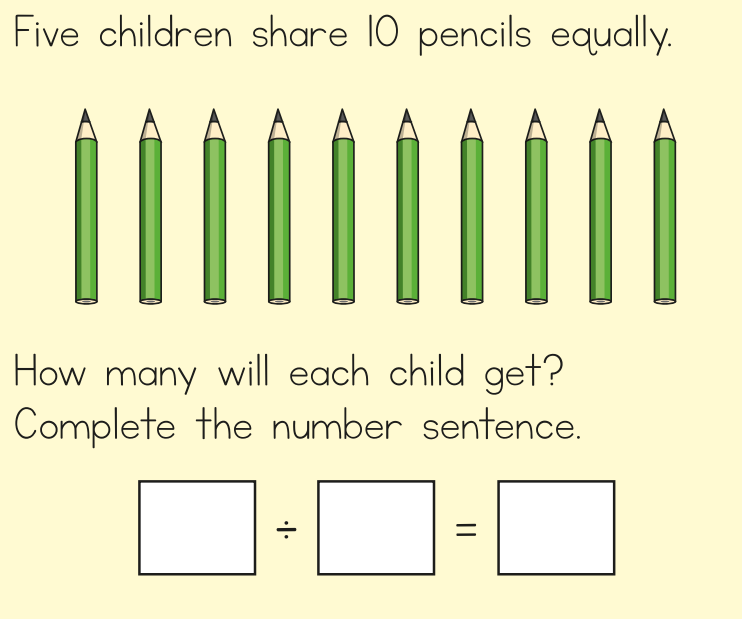 Five children share 10 pencils equally.
How many will each child get?
Complete the number sentence.
÷ =